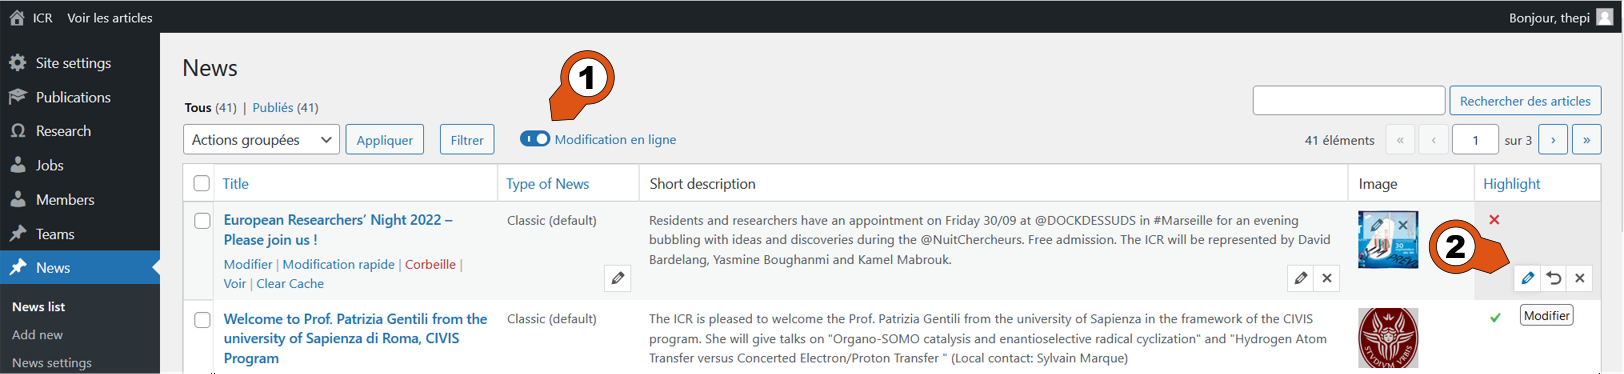 ICR Voir les articles Bonjour, thepi
Site settings
Publications
Research
Jobs
Members
Teams
News
News list
Add new
News settings
News
1
Tous (41) | Publiés (41)
Rechercher des articles
Actions groupées Appliquer Filtrer Modification en ligne 41 éléments « ‹ 1 sur 3 › »
Title Type of News Short description Image Highlight
European Researchers’ Night 2022 –
Please join us !
Modifier | Modification rapide | Corbeille |
Voir | Clear Cache
Classic (default)
Residents and researchers have an appointment on Friday 30/09 at @DOCKDESSUDS in #Marseille for an evening
bubbling with ideas and discoveries during the @NuitChercheurs. Free admission. The ICR will be represented by David
Bardelang, Yasmine Boughanmi and Kamel Mabrouk.
30
2
Welcome to Prof. Patrizia Gentili from the
university of Sapienza di Roma, CIVIS
Program
Classic (default)
The ICR is pleased to welcome the Prof. Patrizia Gentili from the university of Sapienza in the framework of the CIVIS
program. She will give talks on "Organo-SOMO catalysis and enantioselective radical cyclization" and "Hydrogen Atom
Transfer versus Concerted Electron/Proton Transfer " (Local contact: Sylvain Marque)
STVDIVM VRBIS
Modifier